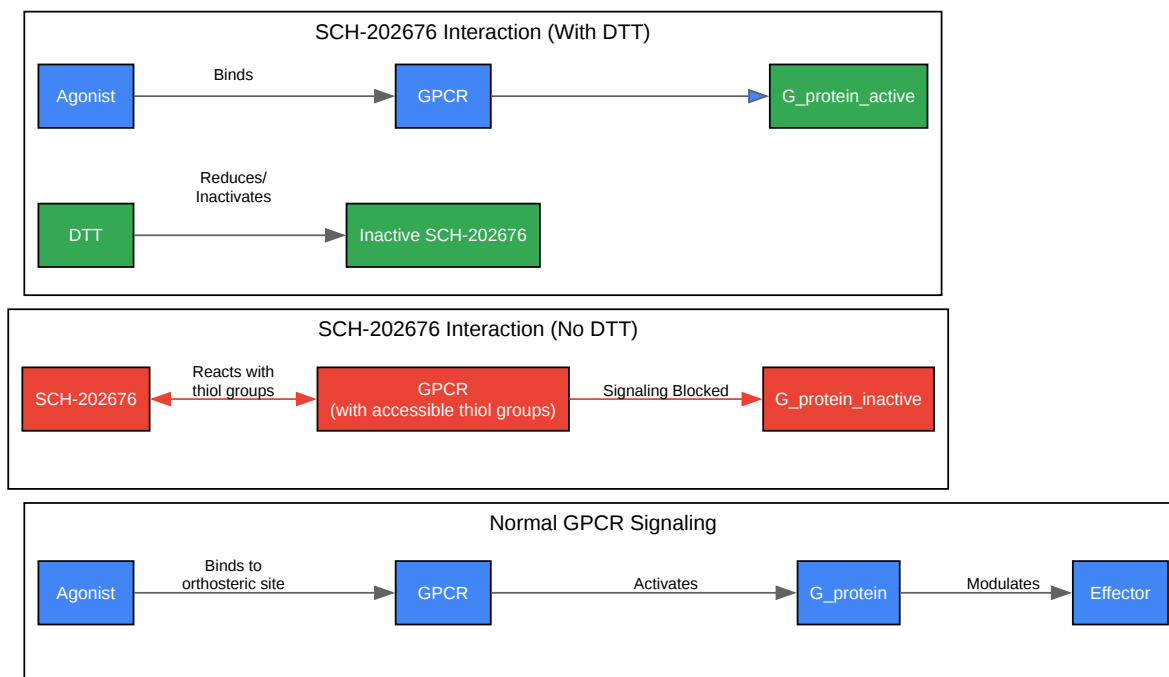 SCH-202676 Interaction (With DTT)
Binds
Agonist
GPCR
G_protein_active
Reduces/
Inactivates
DTT
Inactive SCH-202676
SCH-202676 Interaction (No DTT)
Reacts with
thiol groups
SCH-202676
GPCR
(with accessible thiol groups)
Signaling Blocked
G_protein_inactive
Normal GPCR Signaling
Binds to
orthosteric site
Agonist
GPCR
Activates
G_protein
Modulates
Effector